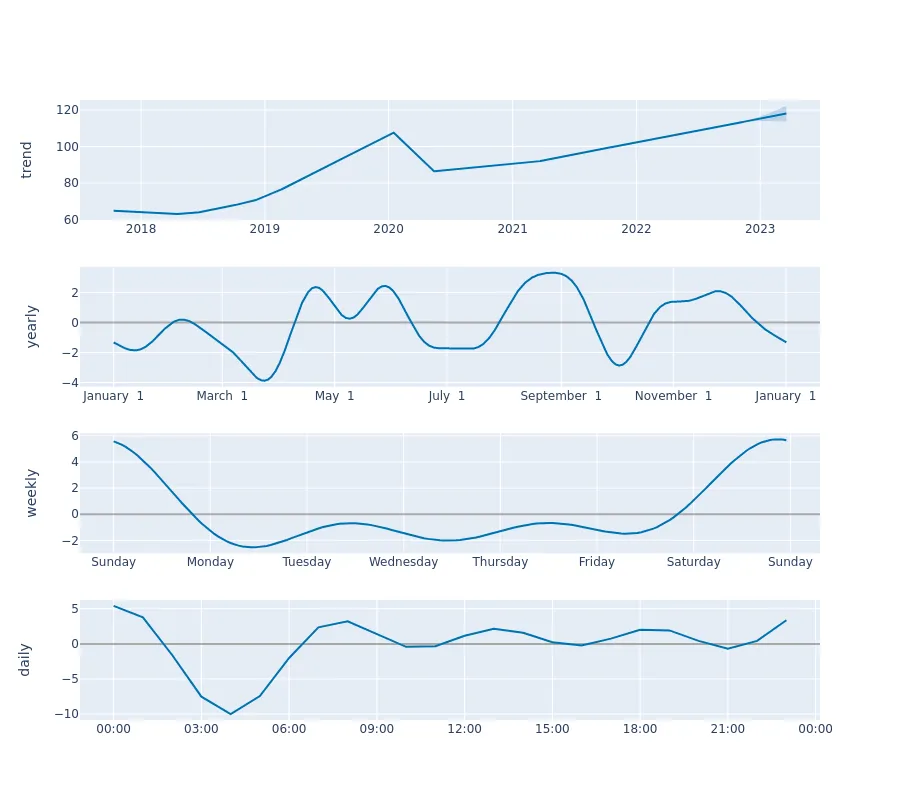 trend
120
100
80
60
2018 2019 2020 2021 2022 2023
yearly
2
0
−2
−4
January 1 March 1 May 1 July 1 September 1 November 1 January 1
weekly
6
4
2
0
−2
Sunday Monday Tuesday Wednesday Thursday Friday Saturday Sunday
daily
5
0
−5
−10
00:00 03:00 06:00 09:00 12:00 15:00 18:00 21:00 00:00